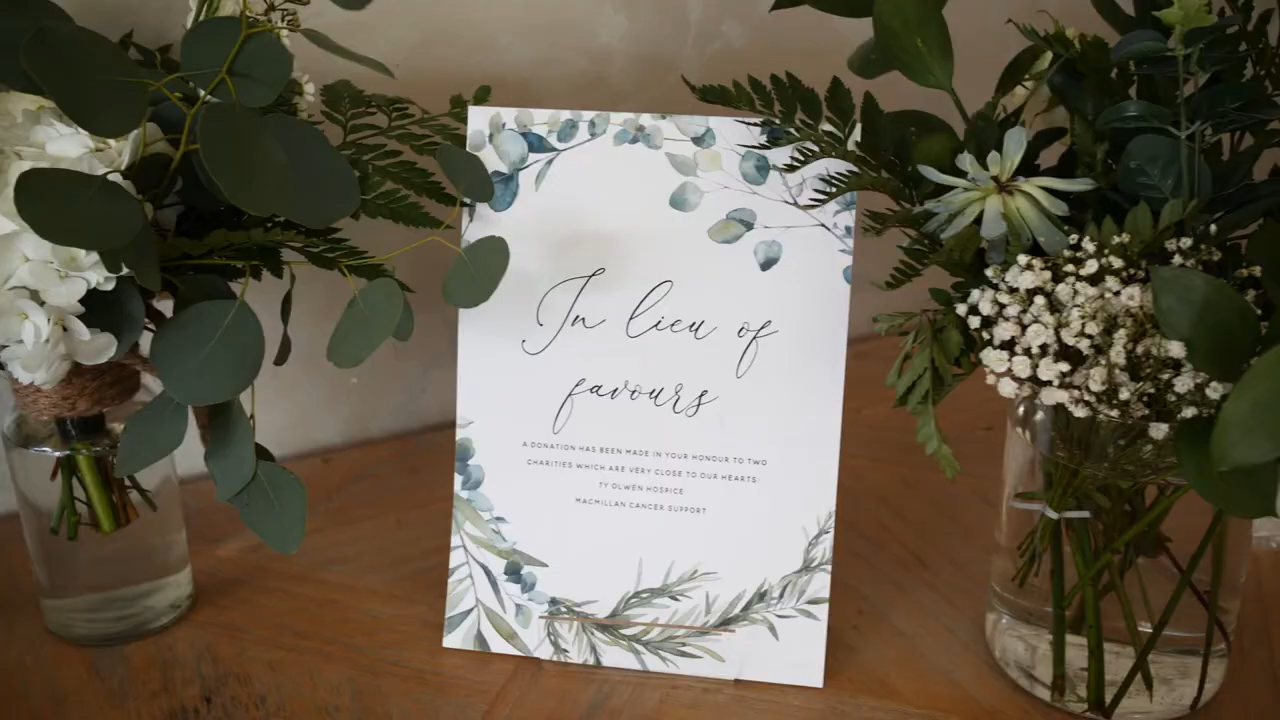 In lieu of
favours
A DONATION HAS BEEN MADE IN YOUR HONOUR TO TWO
CHARITIES WHICH ARE VERY CLOSE TO OUR HEARTS:
TY OLWEN HOSPICE
MACMILLAN CANCER SUPPORT